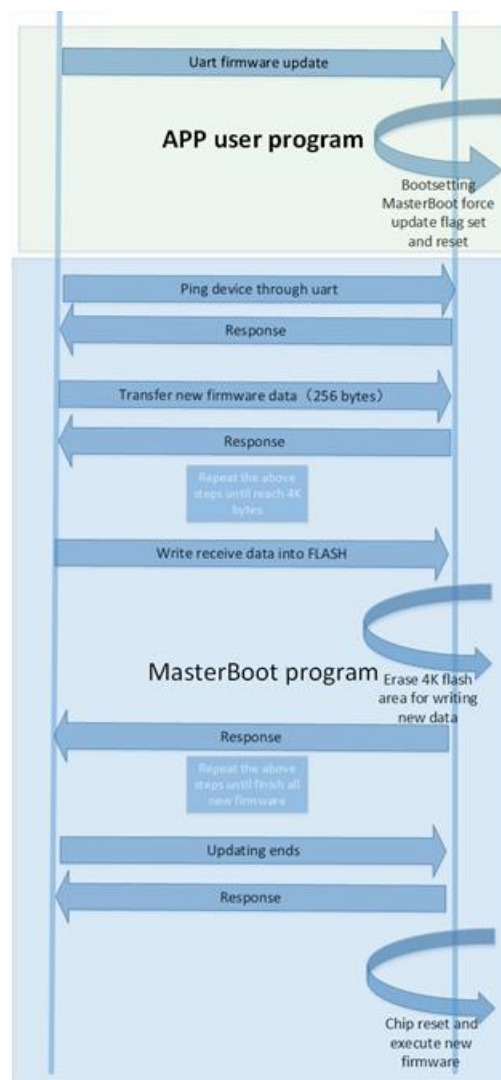 Uart firmware update
APP user program
Bootsetting
MasterBoot force
update flag set
and reset
Ping device through uart
Response
Transfer new firmware data（256 bytes）
Response
Repeat the above
steps until reach 4K
bytes
Write receive data into FLASH
MasterBoot program
Erase 4K flash
area for writing
new data
Response
Repeat the above
steps until finish all
new firmware
Updating ends
Response
Chip reset and
execute new
firmware